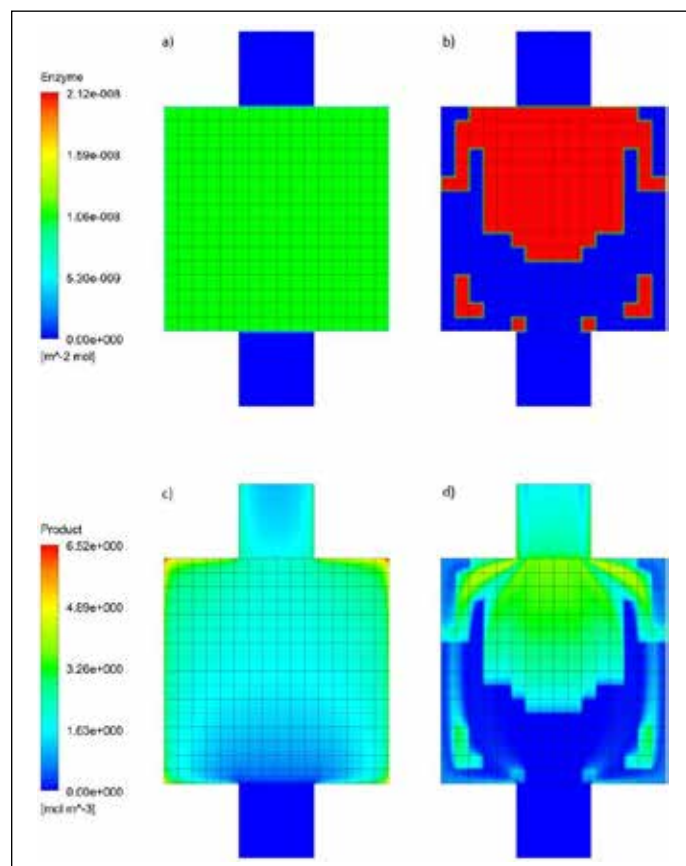 a)
b)
Enzyme
2.12e-008
1.59e-008
1.06e-008
5.30e-009
0.00e+000
[m^-2 mol]
c)
d)
Product
6.52e+000
4.89e+000
3.26e+000
1.63e+000
0.00e+000
[mol m^-3]